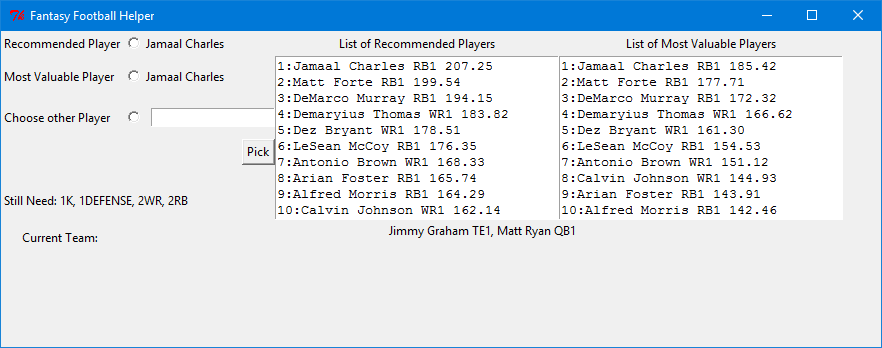 Fantasy Football Helper
Recommended Player Jamaal Charles
Most Valuable Player Jamaal Charles
Choose other Player
Pick
Still Need: 1K, 1DEFENSE, 2WR, 2RB
List of Recommended Players
1:Jamaal Charles RB1 207.25
2:Matt Forte RB1 199.54
3:DeMarco Murray RB1 194.15
4:Demaryius Thomas WR1 183.82
5:Dez Bryant WR1 178.51
6:LeSean McCoy RB1 176.35
7:Antonio Brown WR1 168.33
8:Arian Foster RB1 165.74
9:Alfred Morris RB1 164.29
10:Calvin Johnson WR1 162.14
List of Most Valuable Players
1:Jamaal Charles RB1 185.42
2:Matt Forte RB1 177.71
3:DeMarco Murray RB1 172.32
4:Demaryius Thomas WR1 166.62
5:Dez Bryant WR1 161.30
6:LeSean McCoy RB1 154.53
7:Antonio Brown WR1 151.12
8:Calvin Johnson WR1 144.93
9:Arian Foster RB1 143.91
10:Alfred Morris RB1 142.46
Current Team:
Jimmy Graham TE1, Matt Ryan QB1